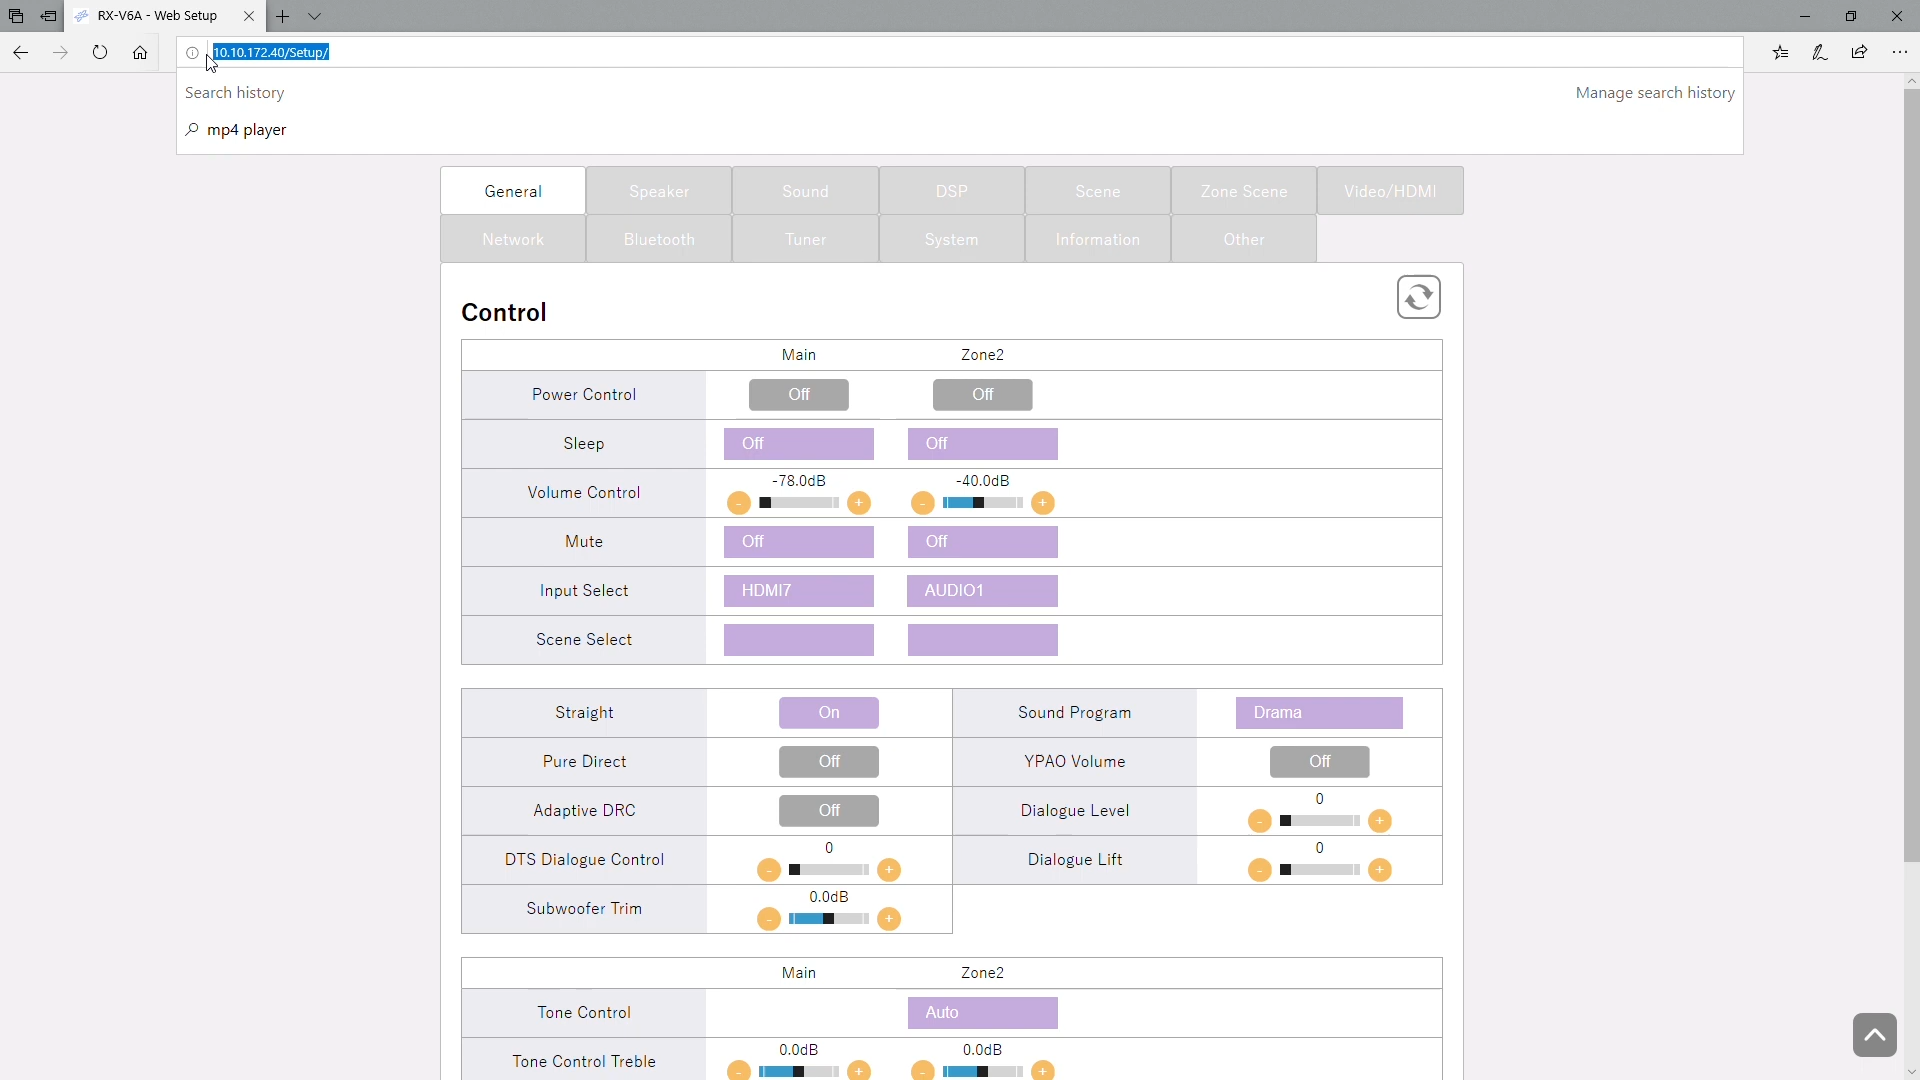 RX-V6A - Web Setup
10.10.172.40/Setup/
Search history
Manage search history
mp4 player
General
Speaker
Sound
DSP
Scene
Zone Scene
Video/HDMI
Network
Bluetooth
Tuner
System
Information
Other
Control
Main
Zone2
Power Control
Off
Off
Sleep
Off
Off
Volume Control
-78.0dB
-40.0dB
- +
- +
Mute
Off
Off
Input Select
HDMI7
AUDIO1
Scene Select
Straight
On
Sound Program
Drama
Pure Direct
Off
YPAO Volume
Off
Adaptive DRC
Off
Dialogue Level
0
- +
DTS Dialogue Control
0
- +
Dialogue Lift
0
- +
Subwoofer Trim
0.0dB
- +
Main
Zone2
Tone Control
Auto
Tone Control Treble
0.0dB
0.0dB
- +
- +